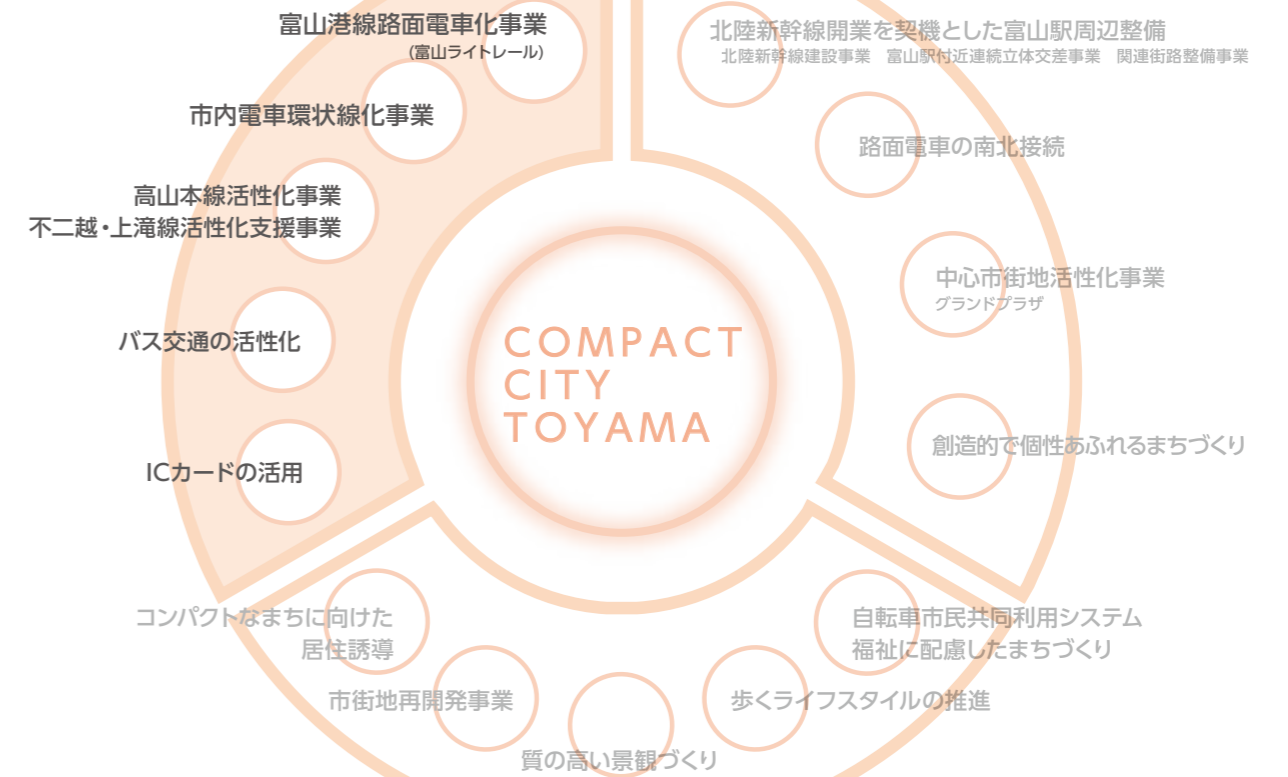 富山港線路面電車化事業
(富山ライトレール)
市内電車環状線化事業
高山本線活性化事業
不二越・上滝線活性化支援事業
バス交通の活性化
ICカードの活用
北陸新幹線開業を契機とした富山駅周辺整備
北陸新幹線建設事業　富山駅付近連続立体交差事業　関連街路整備事業
路面電車の南北接続
中心市街地活性化事業
グランドプラザ
創造的で個性あふれるまちづくり
COMPACT
CITY
TOYAMA
コンパクトなまちに向けた
居住誘導
市街地再開発事業
質の高い景観づくり
歩くライフスタイルの推進
自転車市民共同利用システム
福祉に配慮したまちづくり